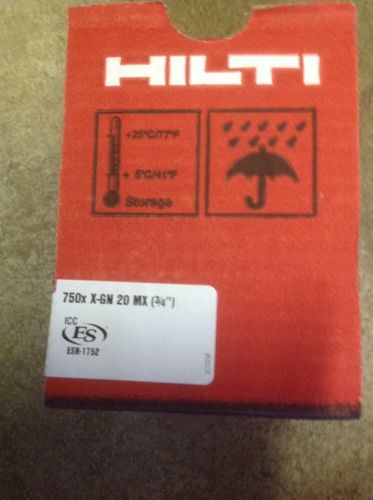 HILTI
+25°C/77°F
+ 5°C/41°F
Storage
750x X-GN 20 MX (3/4")
ICC
ES
ESR-1752